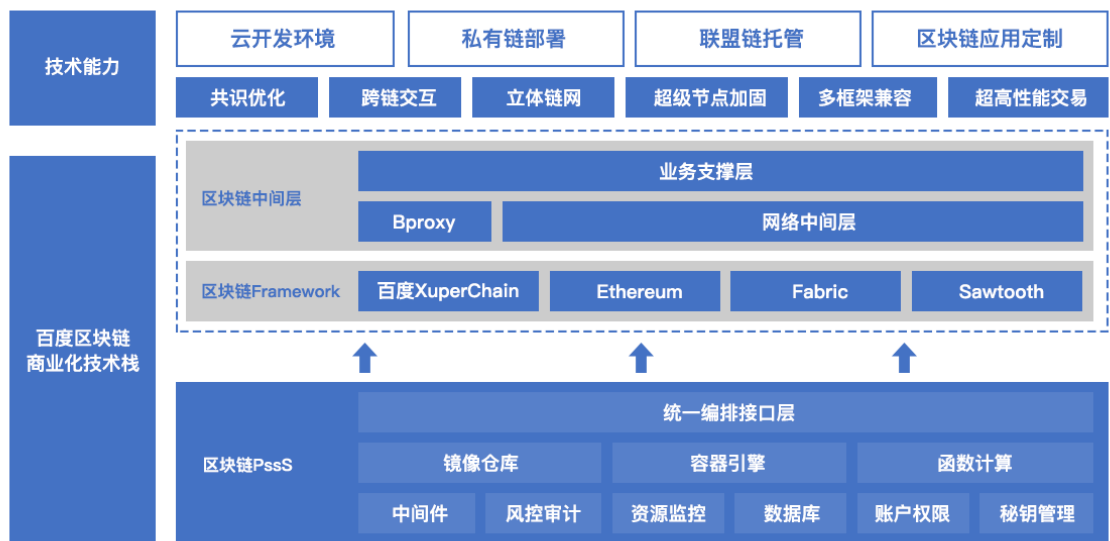 技术能力
云开发环境
私有链部署
联盟链托管
区块链应用定制
共识优化
跨链交互
立体链网
超级节点加固
多框架兼容
超高性能交易
百度区块链
商业化技术栈
区块链中间层
业务支撑层
Bproxy
网络中间层
区块链Framework
百度XuperChain
Ethereum
Fabric
Sawtooth
区块链PssS
统一编排接口层
镜像仓库
容器引擎
函数计算
中间件
风控审计
资源监控
数据库
账户权限
秘钥管理